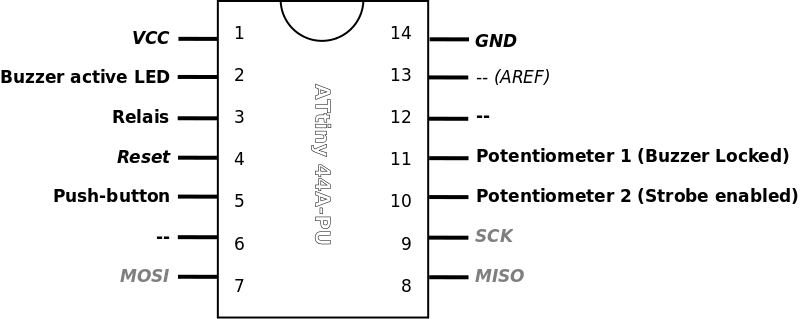 VCC 1 14 GND
Buzzer active LED 2 13 -- (AREF)
Relais 3 12 --
Reset 4 11 Potentiometer 1 (Buzzer Locked)
Push-button 5 10 Potentiometer 2 (Strobe enabled)
-- 6 9 SCK
MOSI 7 8 MISO
ATtiny 44A-PU